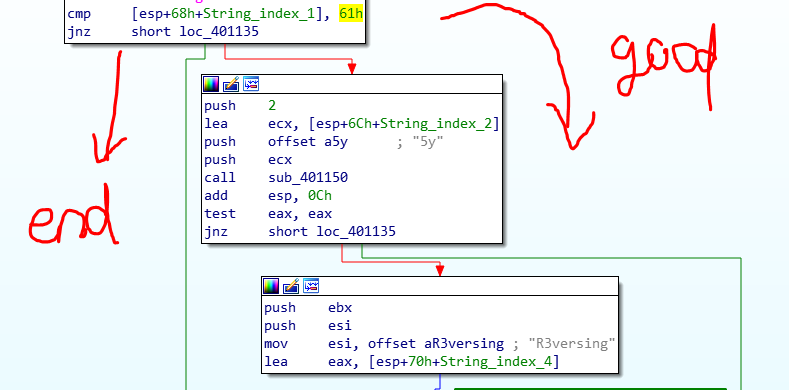 cmp [esp+68h+String_index_1], 61h
jnz short loc_401135
good
end
push 2
lea ecx, [esp+6Ch+String_index_2]
push offset a5y ; "5y"
push ecx
call sub_401150
add esp, 0Ch
test eax, eax
jnz short loc_401135
push ebx
push esi
mov esi, offset aR3versing ; "R3versing"
lea eax, [esp+70h+String_index_4]